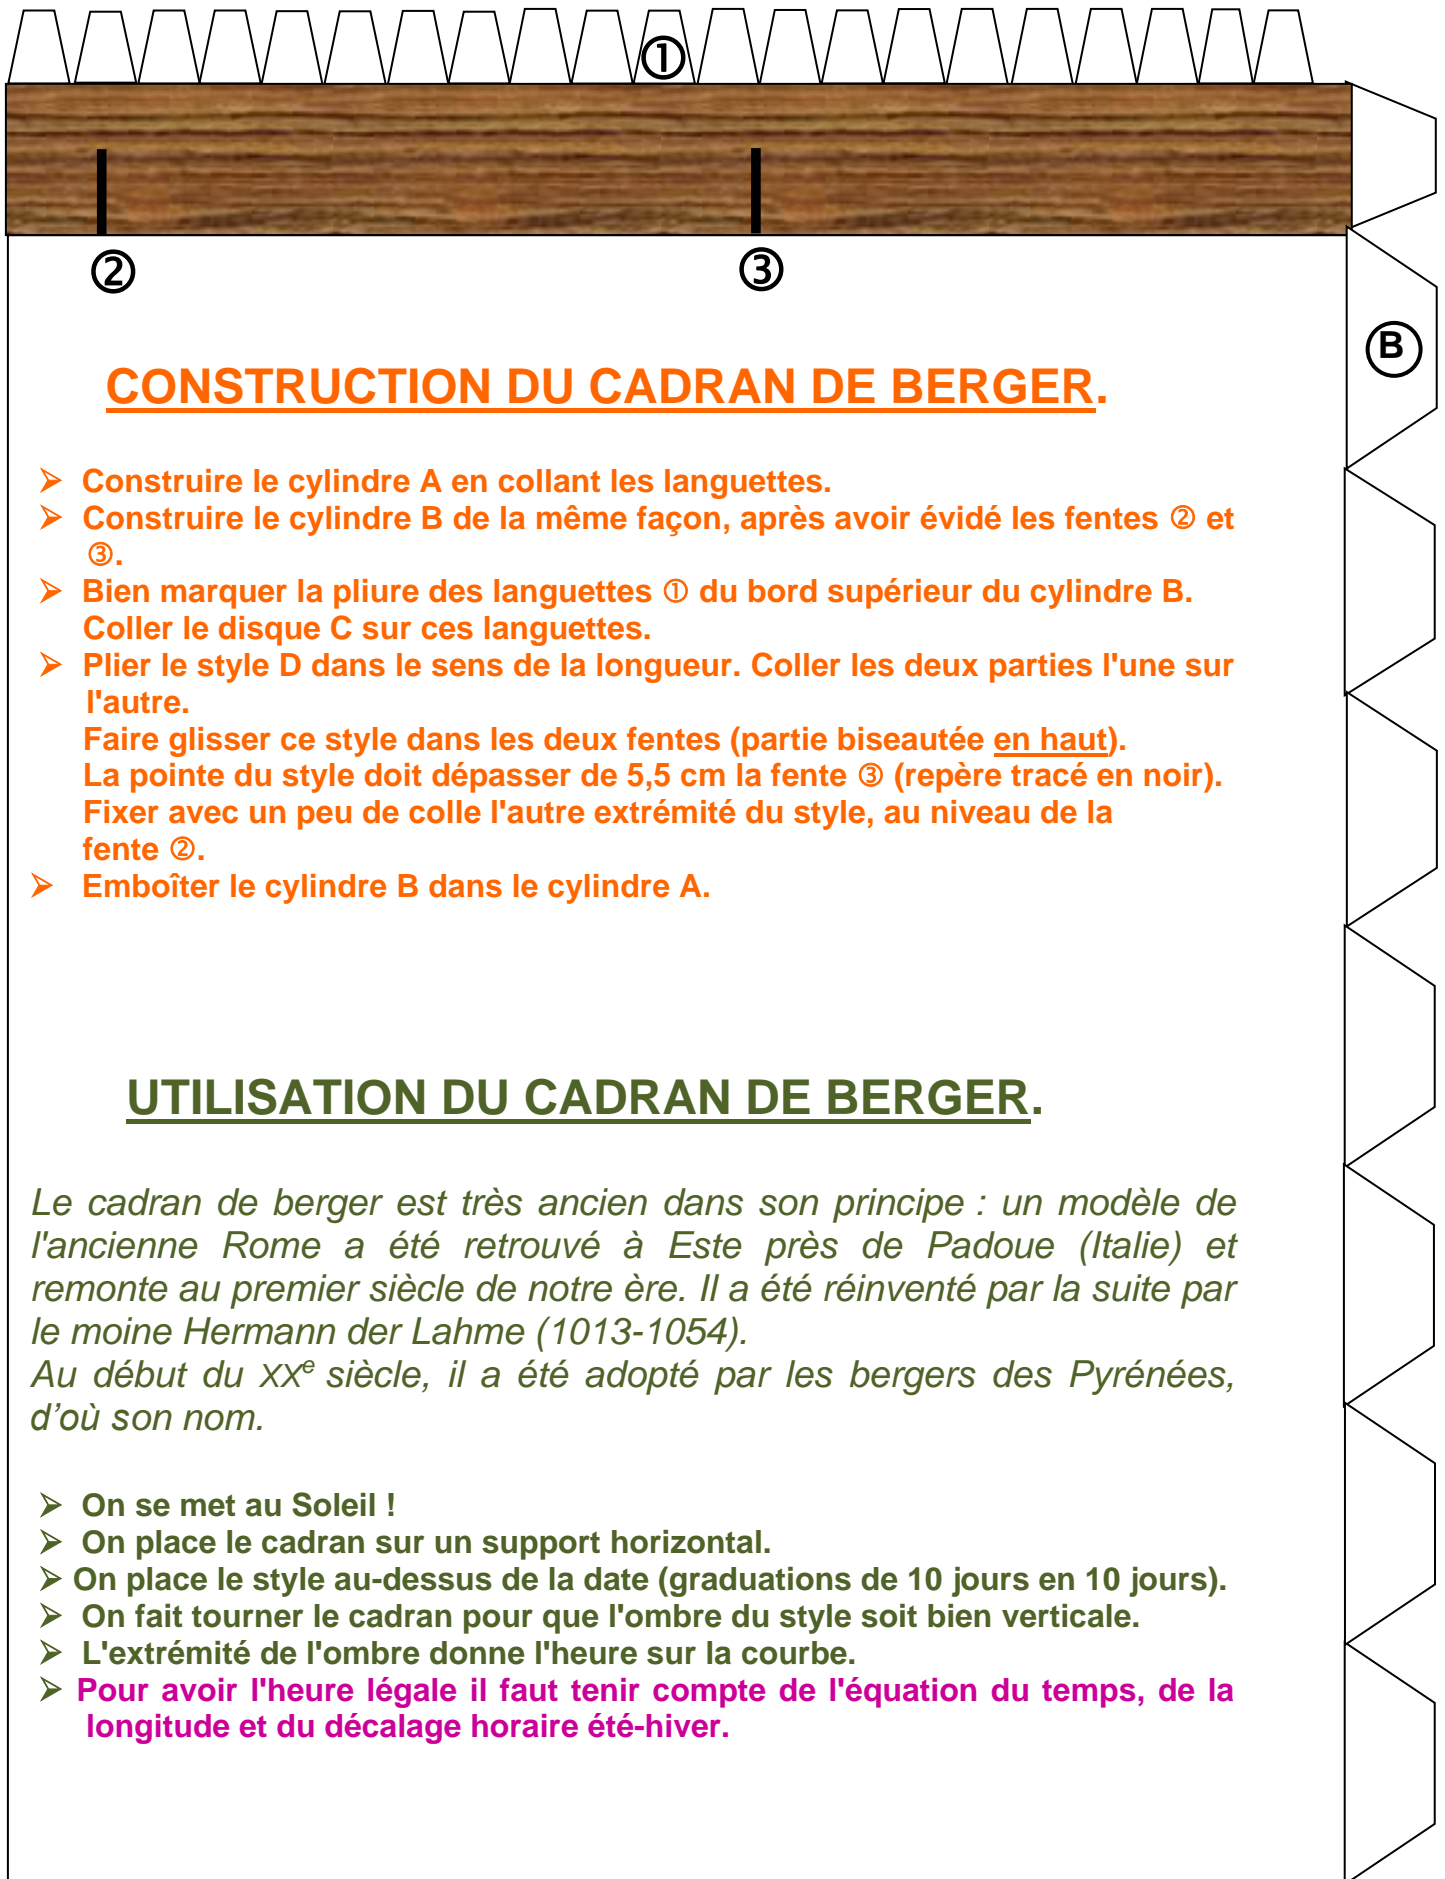 ①
② ③
B
CONSTRUCTION DU CADRAN DE BERGER.
➢ Construire le cylindre A en collant les languettes.
➢ Construire le cylindre B de la même façon, après avoir évidé les fentes ② et
③.
➢ Bien marquer la pliure des languettes ① du bord supérieur du cylindre B.
Coller le disque C sur ces languettes.
➢ Plier le style D dans le sens de la longueur. Coller les deux parties l'une sur
l'autre.
Faire glisser ce style dans les deux fentes (partie biseautée en haut).
La pointe du style doit dépasser de 5,5 cm la fente ③ (repère tracé en noir).
Fixer avec un peu de colle l'autre extrémité du style, au niveau de la
fente ②.
➢ Emboîter le cylindre B dans le cylindre A.
UTILISATION DU CADRAN DE BERGER.
Le cadran de berger est très ancien dans son principe : un modèle de
l'ancienne Rome a été retrouvé à Este près de Padoue (Italie) et
remonte au premier siècle de notre ère. Il a été réinventé par la suite par
le moine Hermann der Lahme (1013-1054).
Au début du XXe siècle, il a été adopté par les bergers des Pyrénées,
d’où son nom.
➢ On se met au Soleil !
➢ On place le cadran sur un support horizontal.
➢ On place le style au-dessus de la date (graduations de 10 jours en 10 jours).
➢ On fait tourner le cadran pour que l'ombre du style soit bien verticale.
➢ L'extrémité de l'ombre donne l'heure sur la courbe.
➢ Pour avoir l'heure légale il faut tenir compte de l'équation du temps, de la
longitude et du décalage horaire été-hiver.